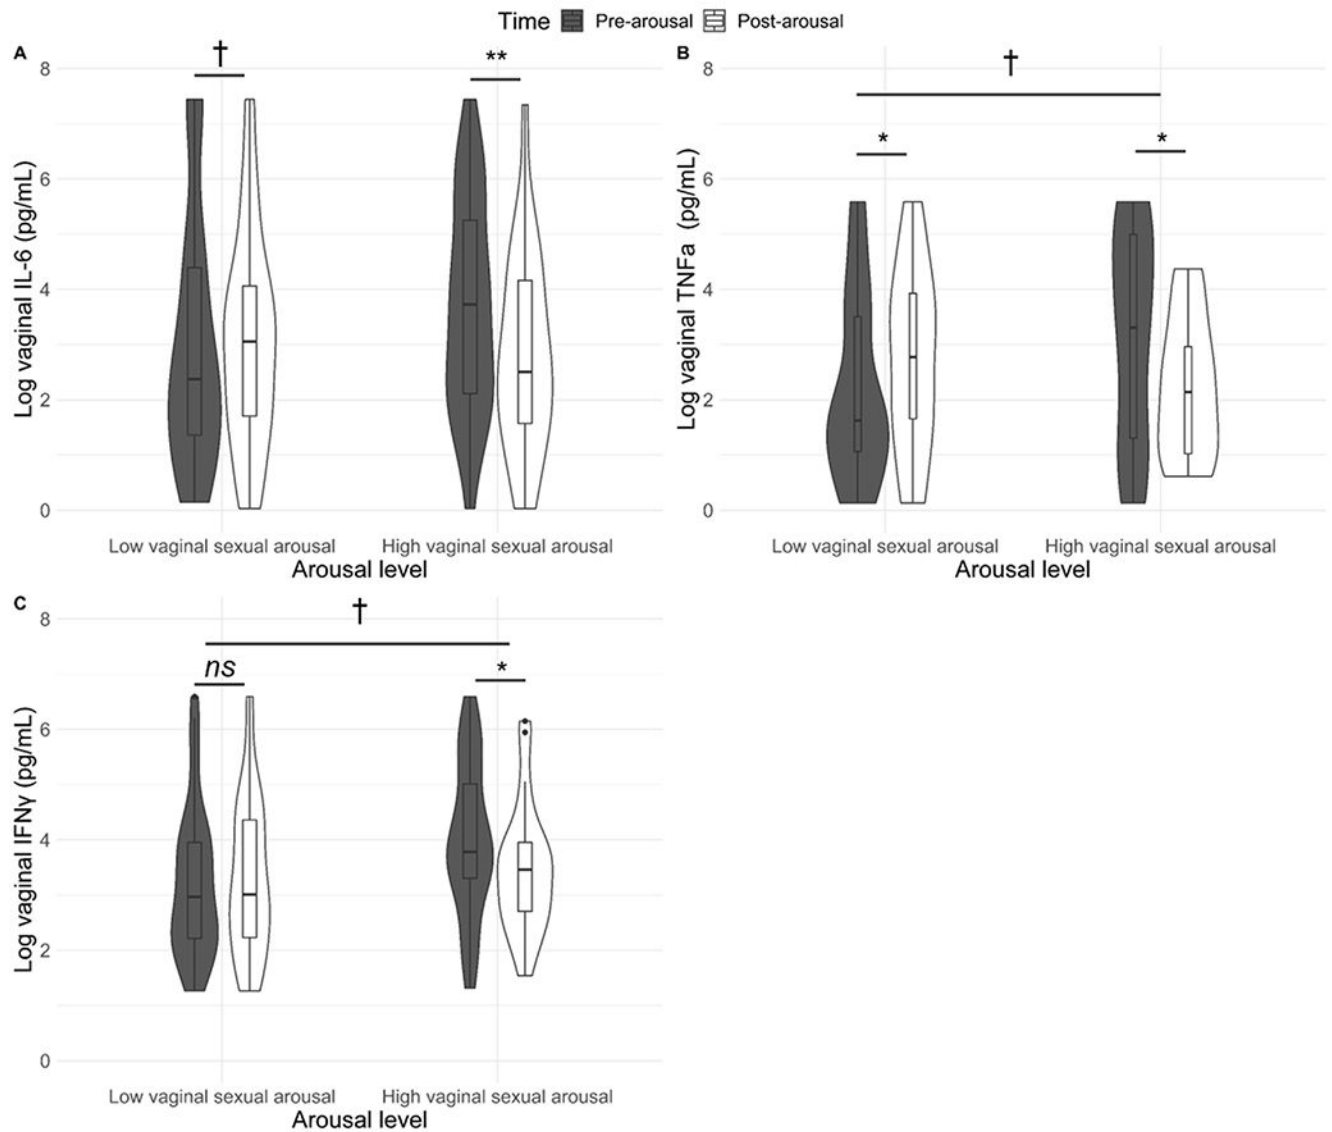 Time Pre-arousal Post-arousal
A
†
**
8
6
4
2
0
Log vaginal IL-6 (pg/mL)
Low vaginal sexual arousal High vaginal sexual arousal
Arousal level
B
†
*
*
8
6
4
2
0
Log vaginal TNFa (pg/mL)
Low vaginal sexual arousal High vaginal sexual arousal
Arousal level
C
†
ns
*
8
6
4
2
0
Log vaginal IFNγ (pg/mL)
Low vaginal sexual arousal High vaginal sexual arousal
Arousal level